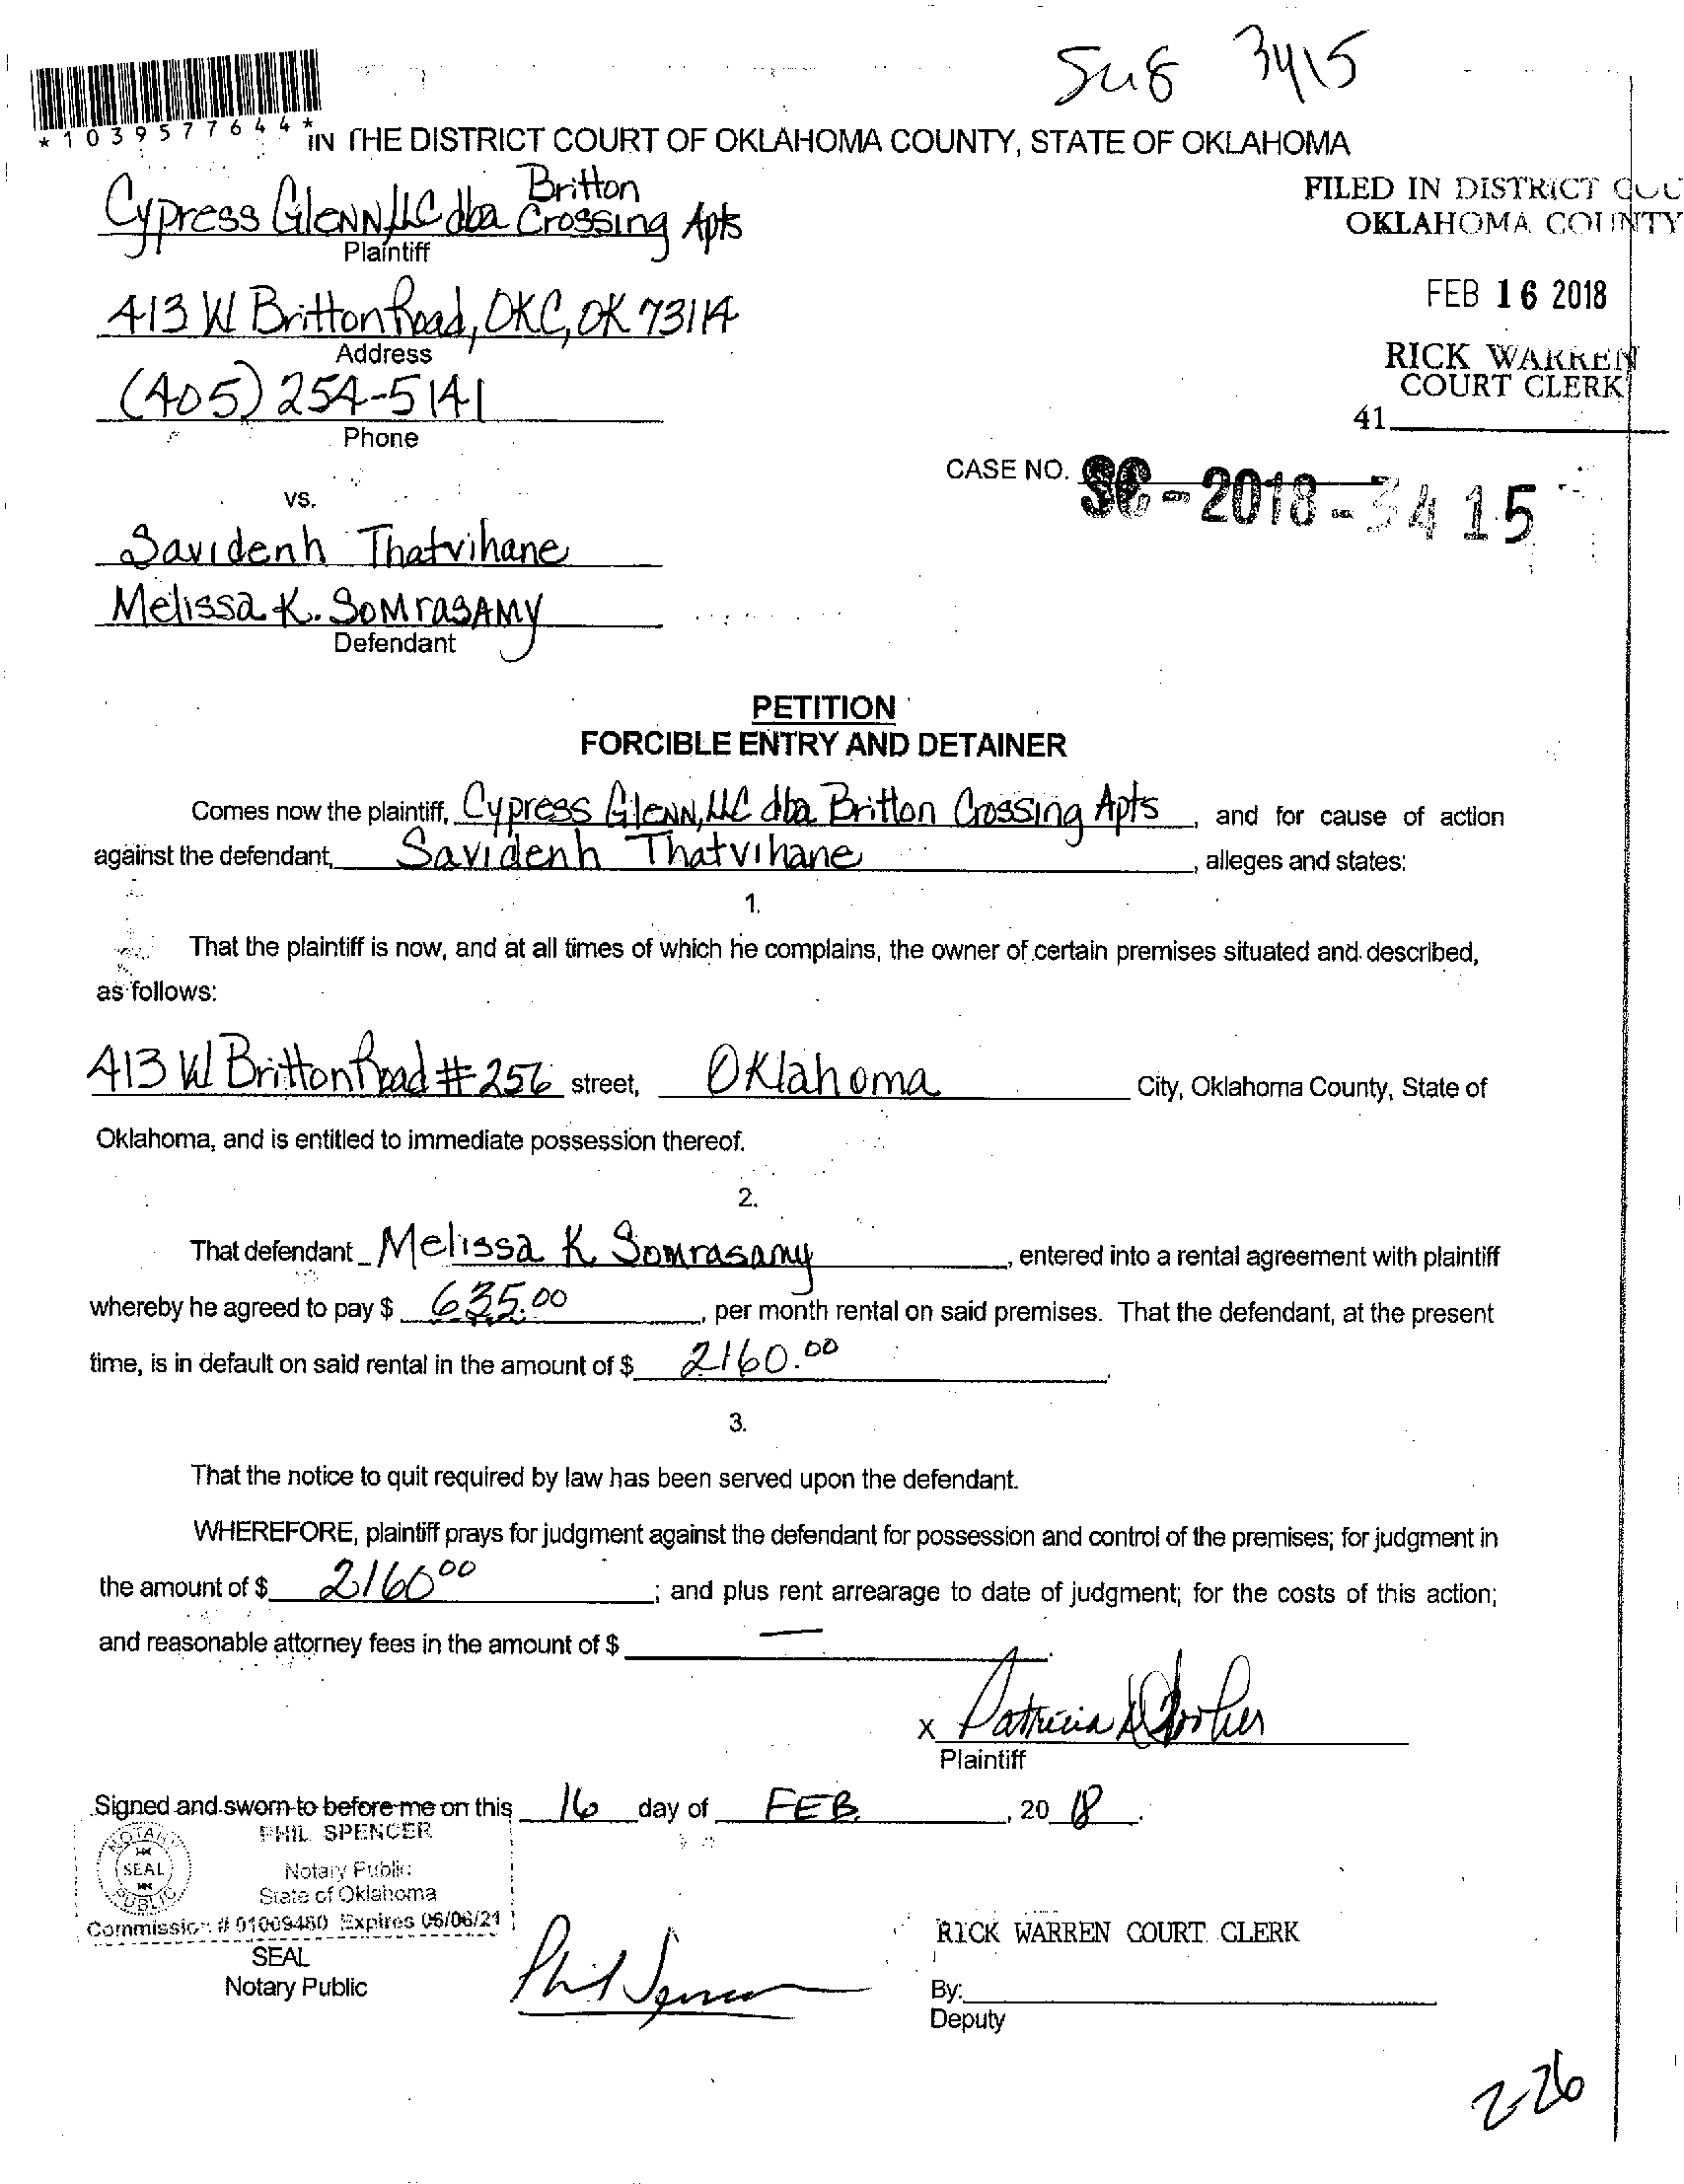 Su8 3415
*1039577644*
IN THE DISTRICT COURT OF OKLAHOMA COUNTY, STATE OF OKLAHOMA
Cypress Glenn, LLC dba Britton Crossing Apts
Plaintiff
FILED IN DISTRICT COU
OKLAHOMA COUNTY
413 W Britton Road, OKC, OK 73114
Address
FEB 16 2018
(405) 254-5141
Phone
RICK WARREN
COURT CLERK
41
CASE NO. SC-2018-3415
vs.
Savidenh Thatvihane
Melissa K. Somrasamy
Defendant
PETITION
FORCIBLE ENTRY AND DETAINER
Comes now the plaintiff, Cypress Glenn, LLC dba Britton Crossing Apts, and for cause of action
against the defendant, Savidenh Thatvihane, alleges and states:
1.
That the plaintiff is now, and at all times of which he complains, the owner of certain premises situated and described,
as follows:
413 W Britton Road #256 street, Oklahoma City, Oklahoma County, State of
Oklahoma, and is entitled to immediate possession thereof.
2.
That defendant Melissa K Somrasamy, entered into a rental agreement with plaintiff
whereby he agreed to pay $ 635.00, per month rental on said premises. That the defendant, at the present
time, is in default on said rental in the amount of $ 2160.00.
3.
That the notice to quit required by law has been served upon the defendant.
WHEREFORE, plaintiff prays for judgment against the defendant for possession and control of the premises; for judgment in
the amount of $ 2160 00; and plus rent arrearage to date of judgment; for the costs of this action;
and reasonable attorney fees in the amount of $ —.
x Patricia
Plaintiff
Signed and sworn to before me on this 16 day of FEB, 20 18.
PHIL SPENCER
NOTARY
SEAL
PUBLIC
Notary Public
State of Oklahoma
Commission # 01009480 Expires 06/06/21
SEAL
Notary Public
Phil Spencer
RICK WARREN COURT CLERK
By:
Deputy
226